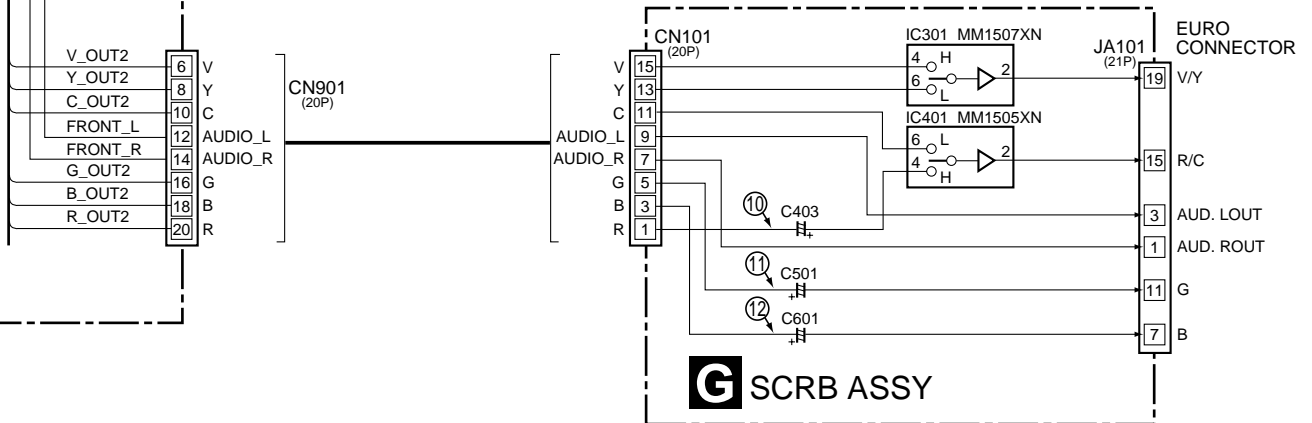 V_OUT2
Y_OUT2
C_OUT2
FRONT_L
FRONT_R
G_OUT2
B_OUT2
R_OUT2
6 V
8 Y
10 C
12 AUDIO_L
14 AUDIO_R
16 G
18 B
20 R
CN901
(20P)
CN101
(20P)
V 15
Y 13
C 11
AUDIO_L 9
AUDIO_R 7
G 5
B 3
R 1
IC301 MM1507XN
4 H
6 L
2
IC401 MM1505XN
6 L
4 H
2
⑩ C403
+
⑪ C501
+
⑫ C601
+
JA101
(21P)
EURO
CONNECTOR
19 V/Y
15 R/C
3 AUD. LOUT
1 AUD. ROUT
11 G
7 B
G SCRB ASSY